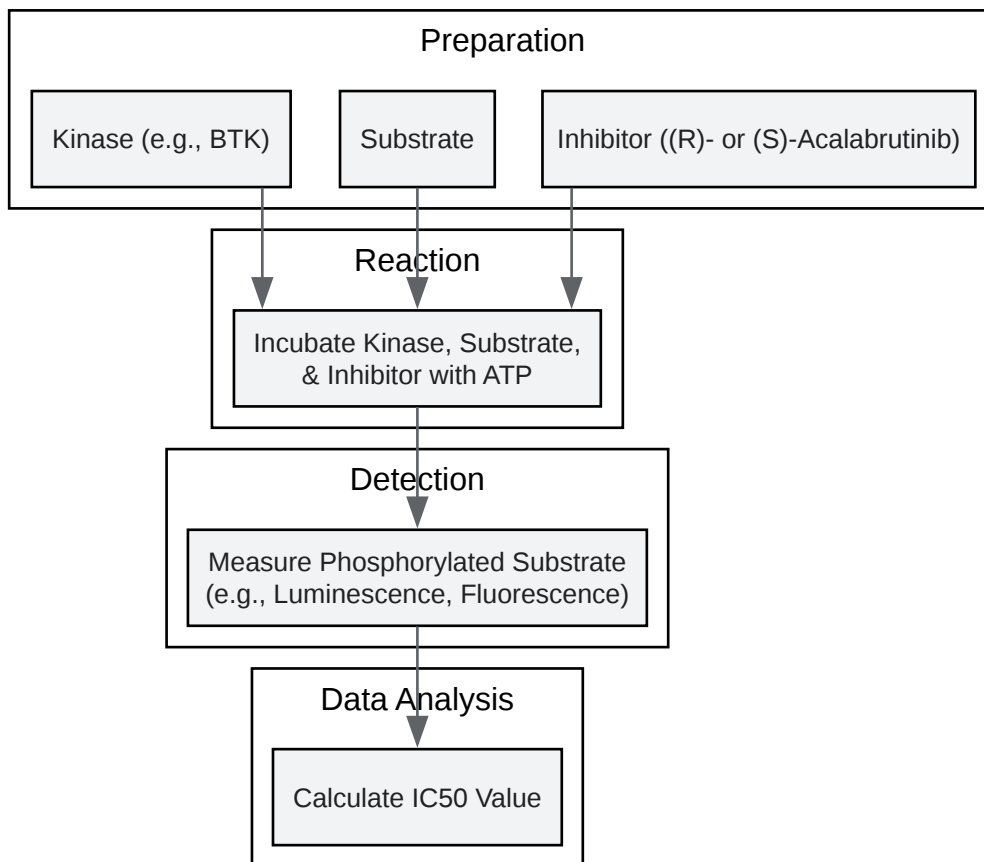 Preparation
Kinase (e.g., BTK)
Substrate
Inhibitor ((R)- or (S)-Acalabrutinib)
Reaction
Incubate Kinase, Substrate,
& Inhibitor with ATP
Detection
Measure Phosphorylated Substrate
(e.g., Luminescence, Fluorescence)
Data Analysis
Calculate IC50 Value